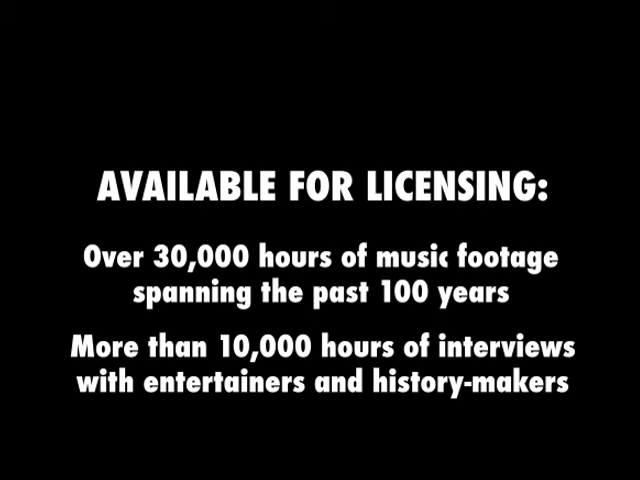 AVAILABLE FOR LICENSING:
Over 30,000 hours of music footage
spanning the past 100 years
More than 10,000 hours of interviews
with entertainers and history-makers